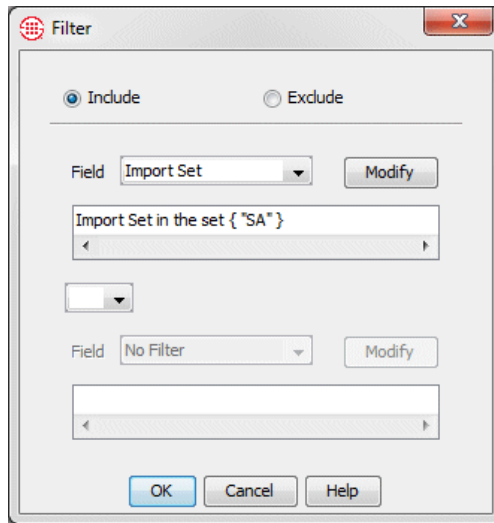 Filter
Include Exclude
Field Import Set Modify
Import Set in the set { "SA" }
Field No Filter Modify
OK Cancel Help